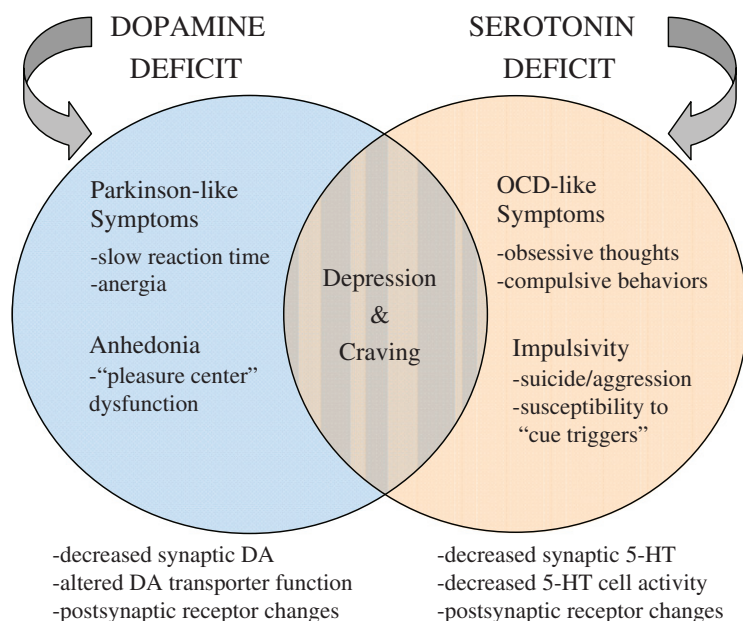 DOPAMINE
DEFICIT
SEROTONIN
DEFICIT
Parkinson-like
Symptoms
-slow reaction time
-anergia
Anhedonia
-“pleasure center”
dysfunction
Depression
&
Craving
OCD-like
Symptoms
-obsessive thoughts
-compulsive behaviors
Impulsivity
-suicide/aggression
-susceptibility to
“cue triggers”
-decreased synaptic DA
-altered DA transporter function
-postsynaptic receptor changes
-decreased synaptic 5-HT
-decreased 5-HT cell activity
-postsynaptic receptor changes